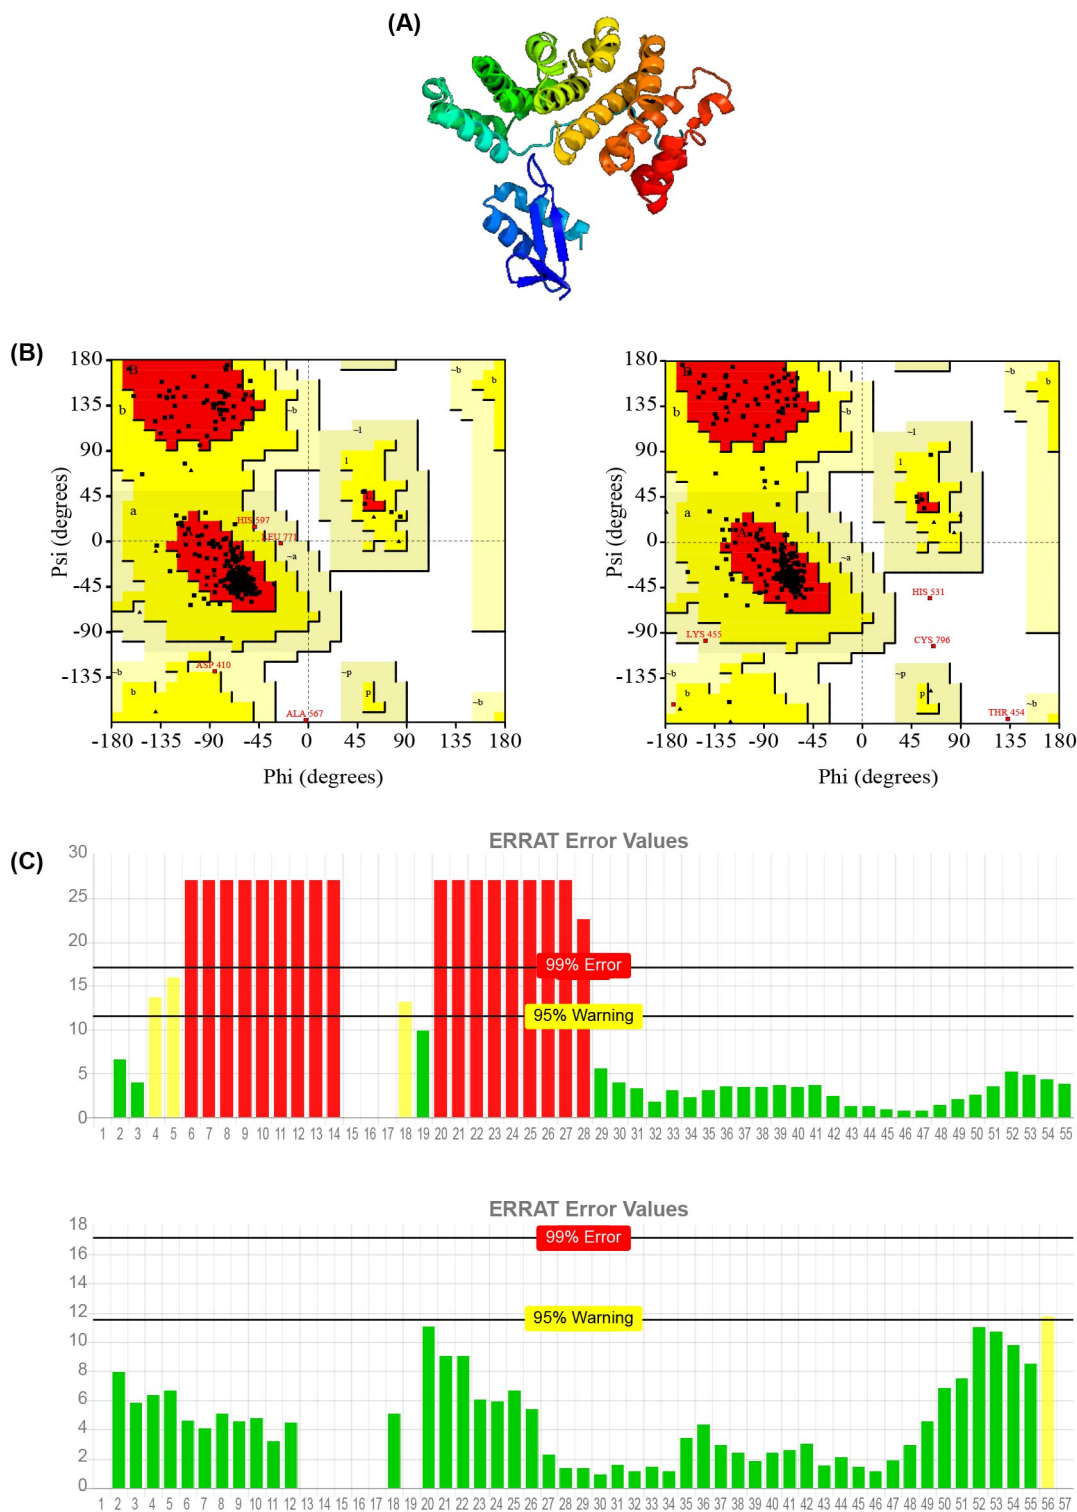 (A)
(B)
180
135
90
45
0
-45
-90
-135
Psi (degrees)
B
b
a
~b
~b
b
~l
l
~a
~b
b
~p
p
~b
HIS 597
LEU 771
ASP 410
ALA 567
-180 -135 -90 -45 0 45 90 135 180
Phi (degrees)
180
135
90
45
0
-45
-90
-135
Psi (degrees)
b
a
~b
~b
b
~l
l
~a
~b
b
~p
p
~b
HIS 531
LYS 455
CYS 796
THR 454
-180 -135 -90 -45 0 45 90 135 180
Phi (degrees)
(C)
ERRAT Error Values
30
25
20
15
10
5
0
99% Error
95% Warning
1 2 3 4 5 6 7 8 9 10 11 12 13 14 15 16 17 18 19 20 21 22 23 24 25 26 27 28 29 30 31 32 33 34 35 36 37 38 39 40 41 42 43 44 45 46 47 48 49 50 51 52 53 54 55
ERRAT Error Values
18
16
14
12
10
8
6
4
2
0
99% Error
95% Warning
1 2 3 4 5 6 7 8 9 10 11 12 13 14 15 16 17 18 19 20 21 22 23 24 25 26 27 28 29 30 31 32 33 34 35 36 37 38 39 40 41 42 43 44 45 46 47 48 49 50 51 52 53 54 55 56 57